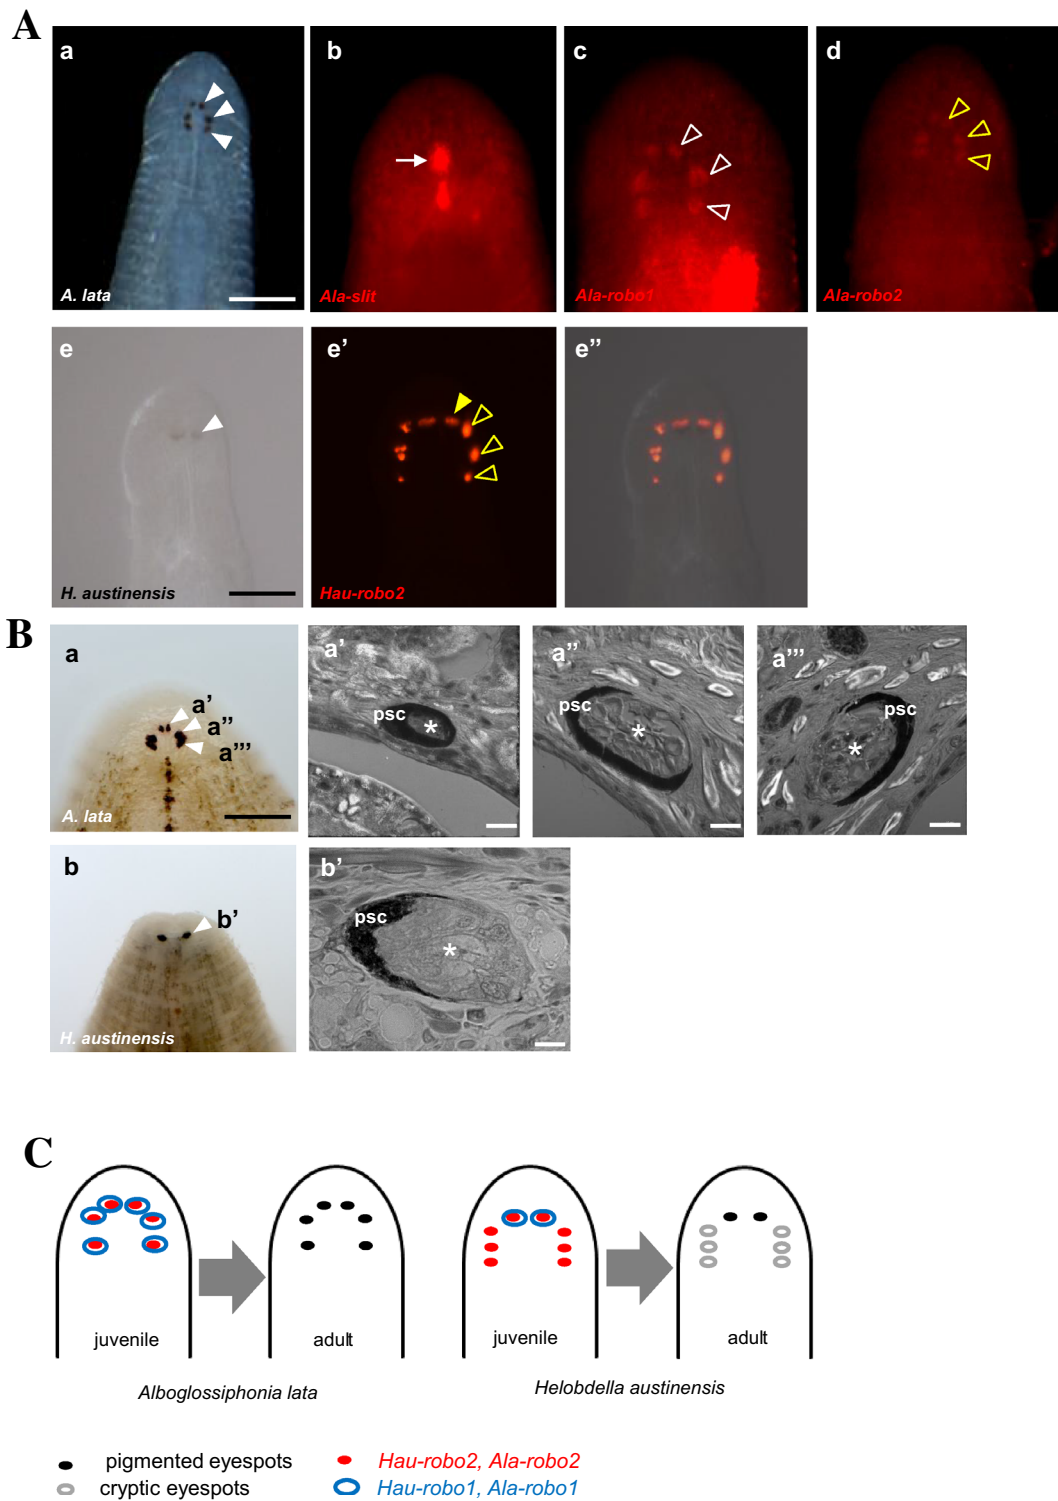 A
a
b
c
d
A. lata
Ala-slit
Ala-robo1
Ala-robo2
e
e’
e’’
H. austinensis
Hau-robo2
B
a
a’
a’’
a’’’
a’
a’’
a’’’
psc
*
psc
*
psc
*
A. lata
b
b’
b’
psc
*
H. austinensis
C
juvenile
adult
juvenile
adult
Alboglossiphonia lata
Helobdella austinensis
pigmented eyespots
Hau-robo2, Ala-robo2
cryptic eyespots
Hau-robo1, Ala-robo1